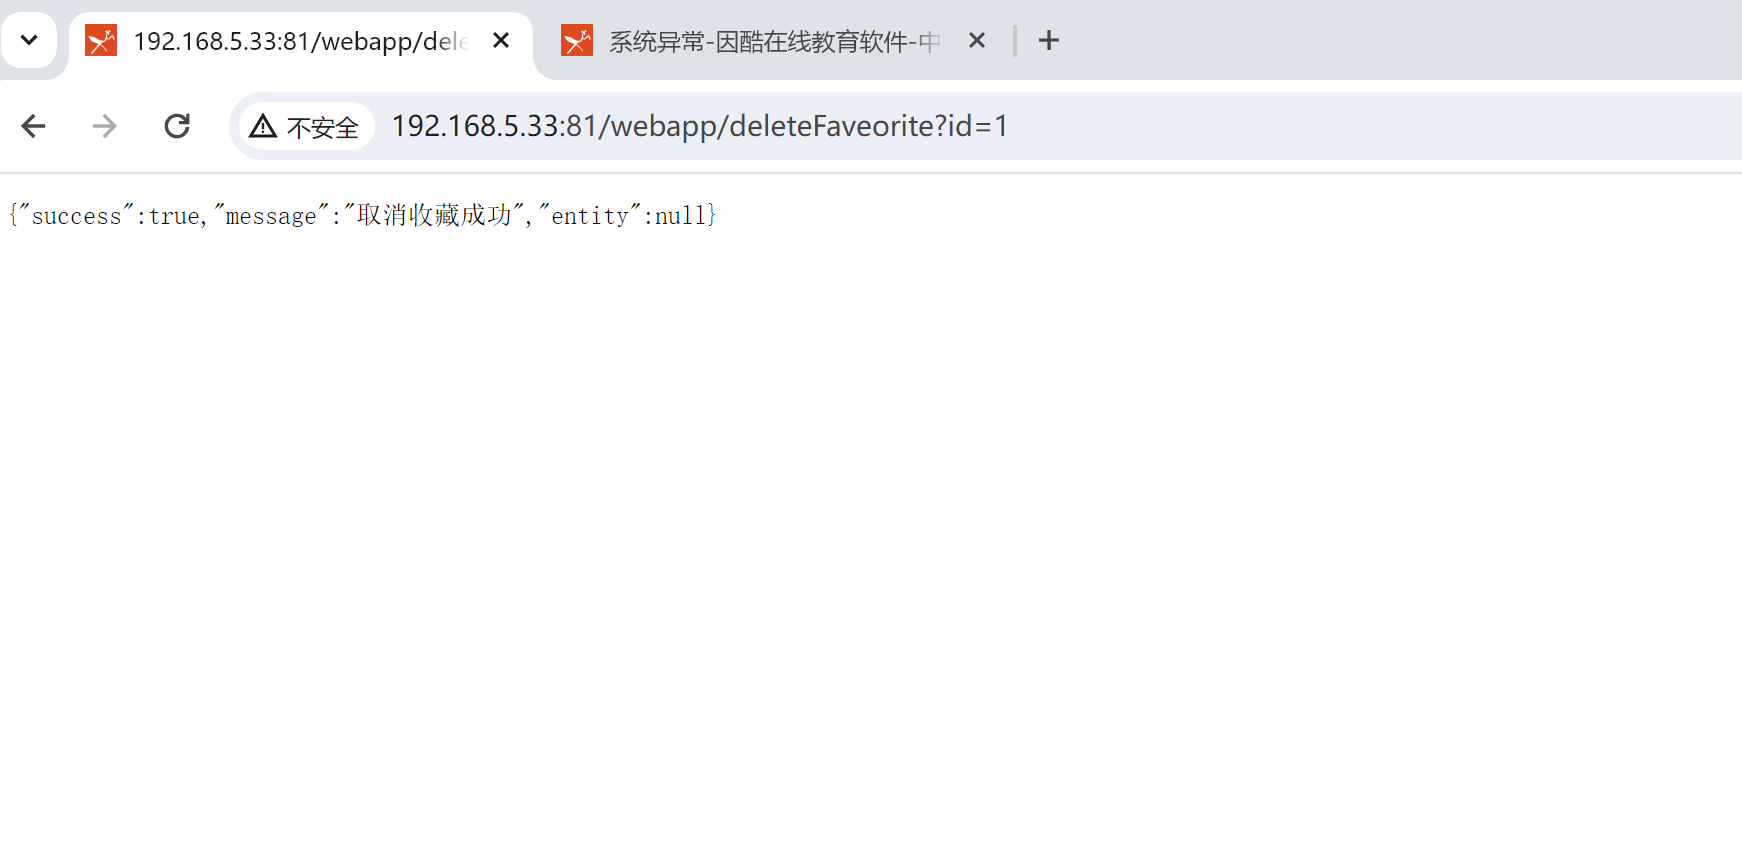 192.168.5.33:81/webapp/dele
系统异常-因酷在线教育软件-中
不安全
192.168.5.33:81/webapp/deleteFaveorite?id=1
{"success":true,"message":"取消收藏成功","entity":null}